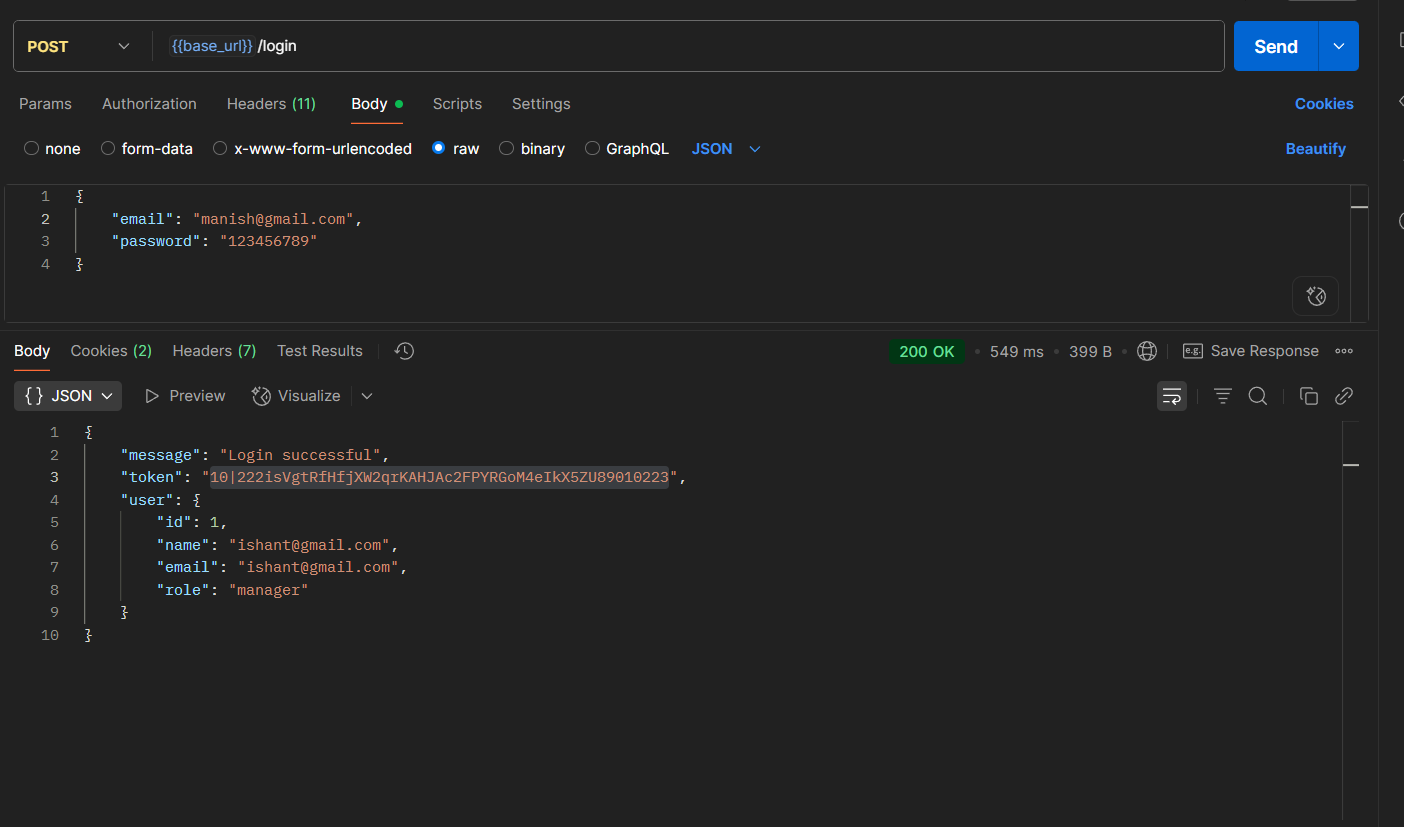 POST {{base_url}} /login Send
Params Authorization Headers (11) Body Scripts Settings Cookies
none form-data x-www-form-urlencoded raw binary GraphQL JSON Beautify
1 {
2 "email": "manish@gmail.com",
3 "password": "123456789"
4 }
Body Cookies (2) Headers (7) Test Results 200 OK • 549 ms • 399 B • e.g. Save Response
{} JSON Preview Visualize
1 {
2 "message": "Login successful",
3 "token": "10|222isVgtRfHfjXW2qrKAHJAc2FPYRGoM4eIkX5ZU89010223",
4 "user": {
5 "id": 1,
6 "name": "ishant@gmail.com",
7 "email": "ishant@gmail.com",
8 "role": "manager"
9 }
10 }